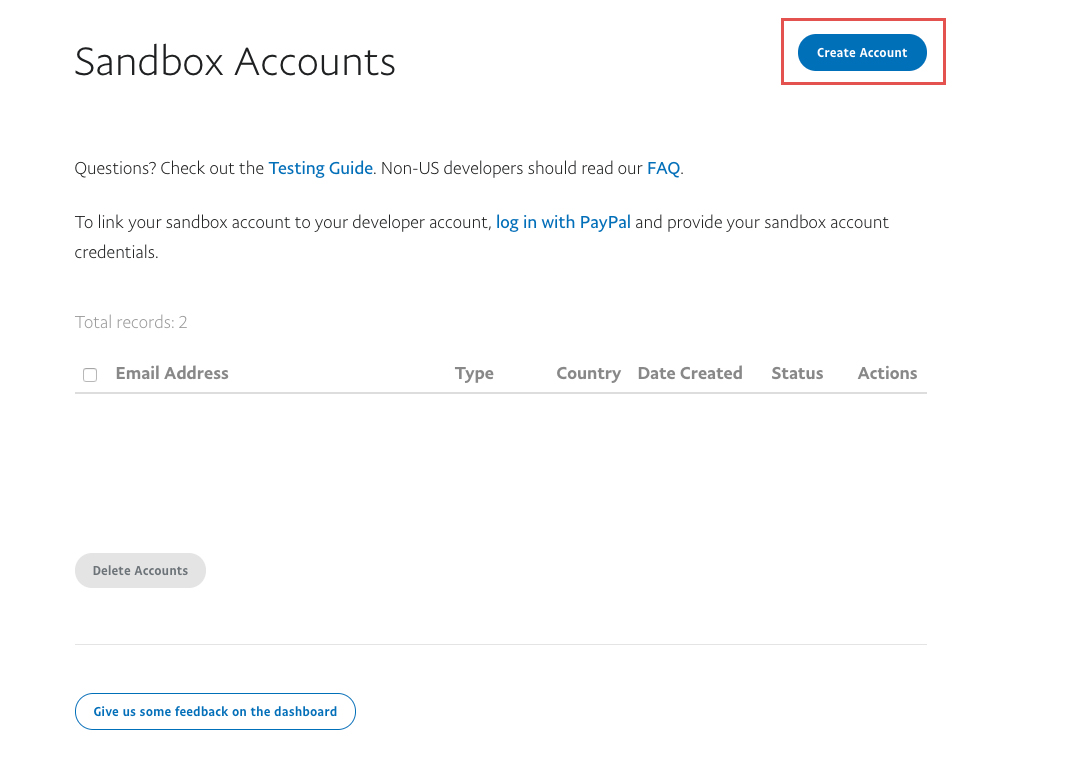 Sandbox Accounts
Create Account
Questions? Check out the Testing Guide. Non-US developers should read our FAQ.
To link your sandbox account to your developer account, log in with PayPal and provide your sandbox account
credentials.
Total records: 2
Email Address Type Country Date Created Status Actions
Delete Accounts
Give us some feedback on the dashboard